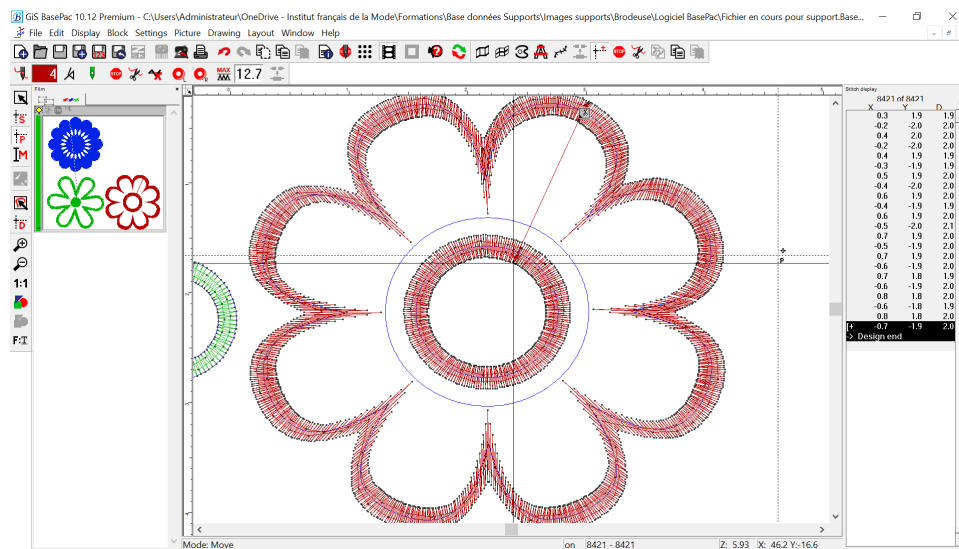 GiS BasePac 10.12 Premium - C:\Users\Administrateur\OneDrive - Institut français de la Mode\Formations\Base données Supports\Images supports\Brodeuse\Logiciel BasePac\Fichier en cours pour support.Base...
File Edit Display Block Settings Picture Drawing Layout Window Help
4 STOP L R MAX 12.7
Film
S
P
M
D
1:1
F:T
Stitch display
8421 of 8421
X Y D
0.3 1.9 1.9
-0.2 -2.0 2.0
0.4 2.0 2.0
-0.2 -2.0 2.0
0.4 1.9 1.9
-0.3 -1.9 1.9
0.5 1.9 2.0
-0.4 -2.0 2.0
0.6 1.9 2.0
-0.4 -1.9 1.9
0.6 1.9 2.0
-0.5 -2.0 2.1
0.7 1.9 2.0
-0.5 -1.9 2.0
0.7 1.9 2.0
-0.6 -1.9 2.0
0.7 1.8 1.9
-0.6 -1.9 2.0
0.8 1.8 2.0
-0.6 -1.8 1.9
0.8 1.8 2.0
[+ -0.7 -1.9 2.0
-> Design end
P
Mode: Move on 8421 - 8421 Z: 5.93 X: 46.2 Y:-16.6